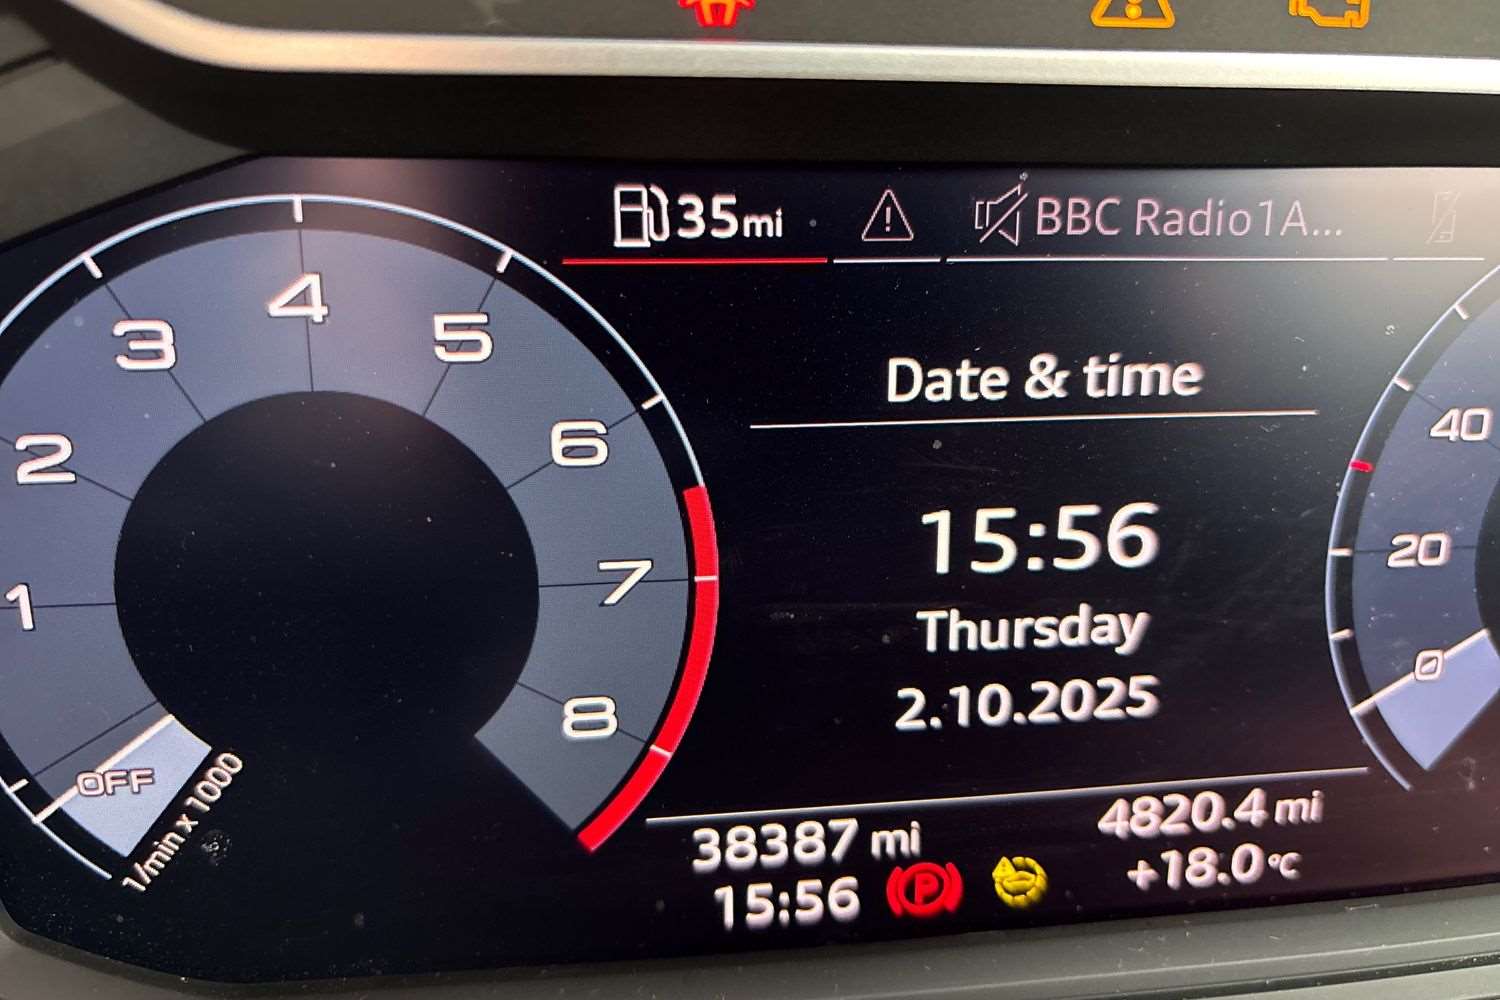 35mi
BBC Radio1A...
Date & time
15:56
Thursday
2.10.2025
38387 mi
4820.4 mi
15:56
P
+18.0°C
1
2
3
4
5
6
7
8
OFF
1/min x 1000
40
20
0